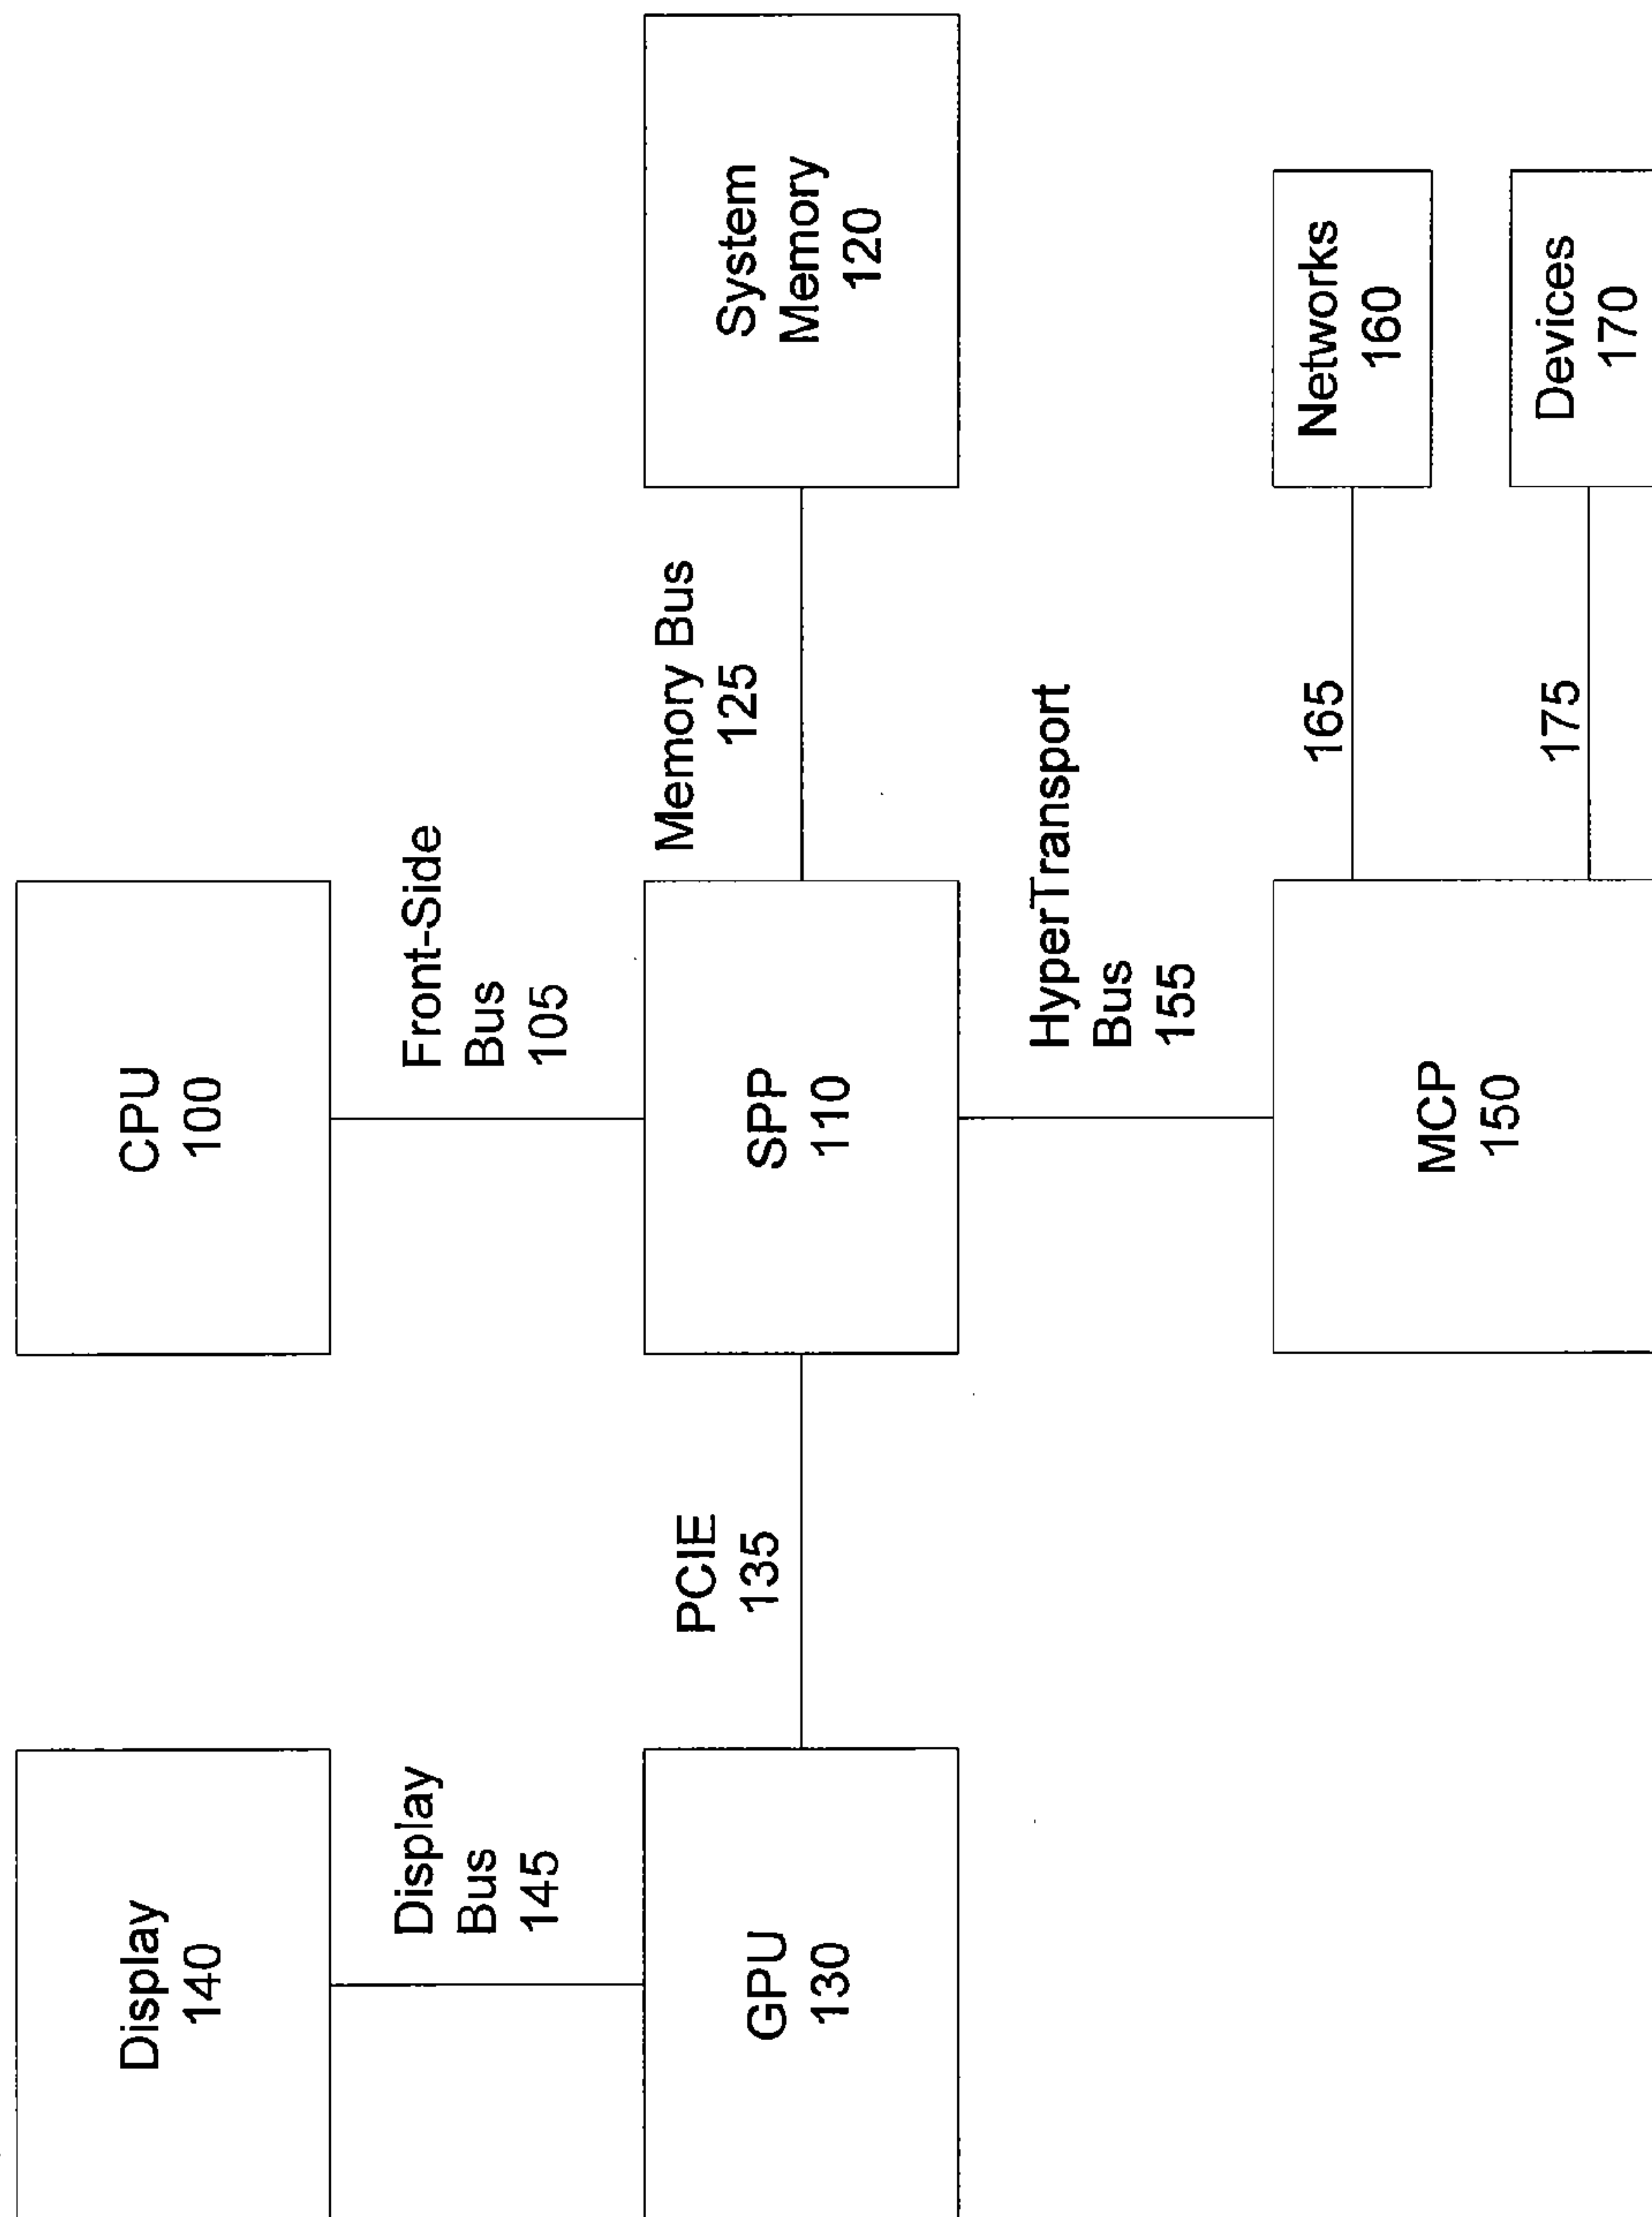 Display
140
CPU
100
Display
Bus
145
Front-Side
Bus
105
GPU
130
PCIE
135
SPP
110
Memory Bus
125
System
Memory
120
HyperTransport
Bus
155
MCP
150
165
Networks
160
175
Devices
170